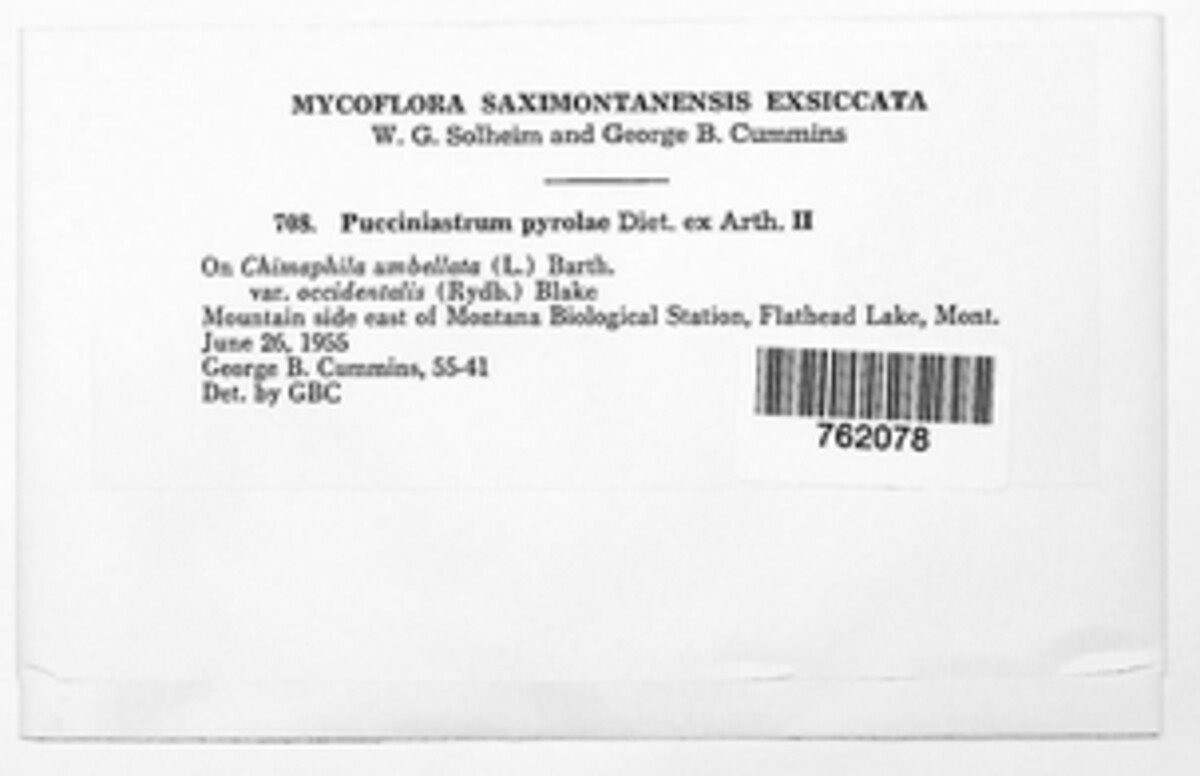 MYCOFLORA SAXIMONTANENSIS EXSICCATA
W. G. Solheim and George B. Cummins
708. Pucciniastrum pyrolae Diet. ex Arth. II
On Chimaphila umbellata (L.) Barth.
var. occidentalis (Rydb.) Blake
Mountain side east of Montana Biological Station, Flathead Lake, Mont.
June 26, 1955
George B. Cummins, 55-41
Det. by GBC
762078